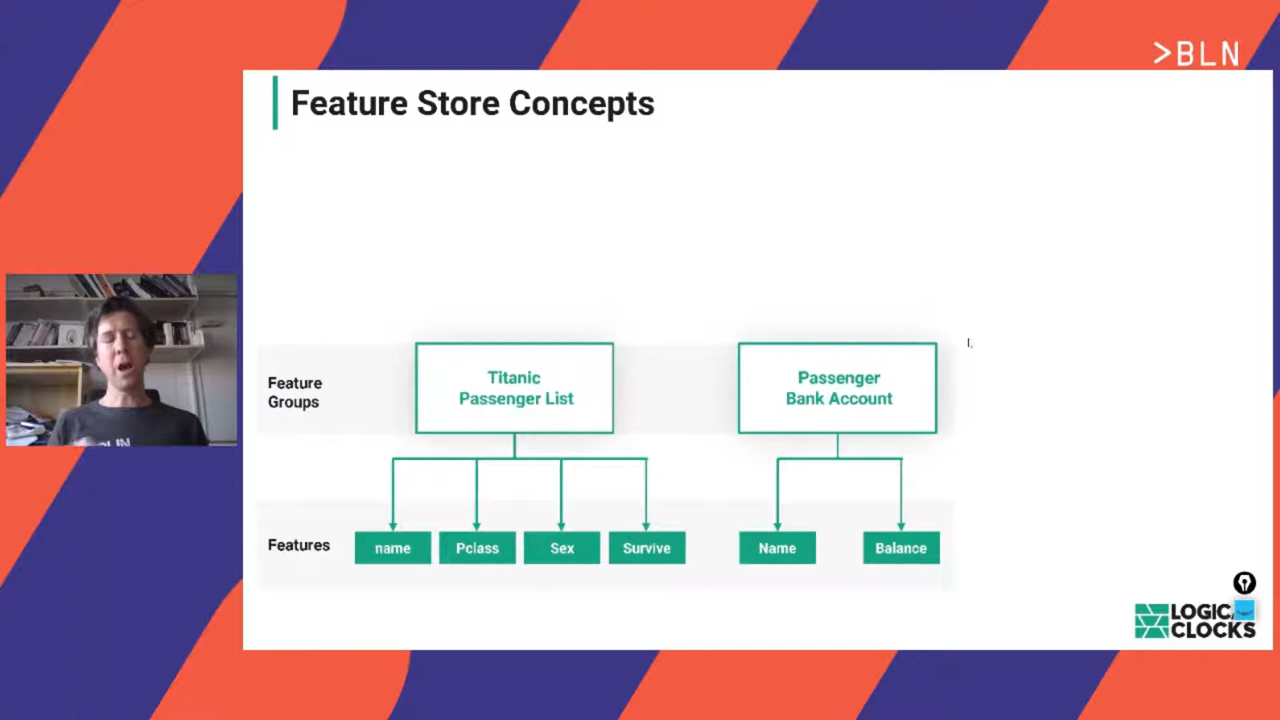 >BLN
Feature Store Concepts
Feature
Groups
Titanic
Passenger List
Passenger
Bank Account
Features
name
Pclass
Sex
Survive
Name
Balance
CLOCKS